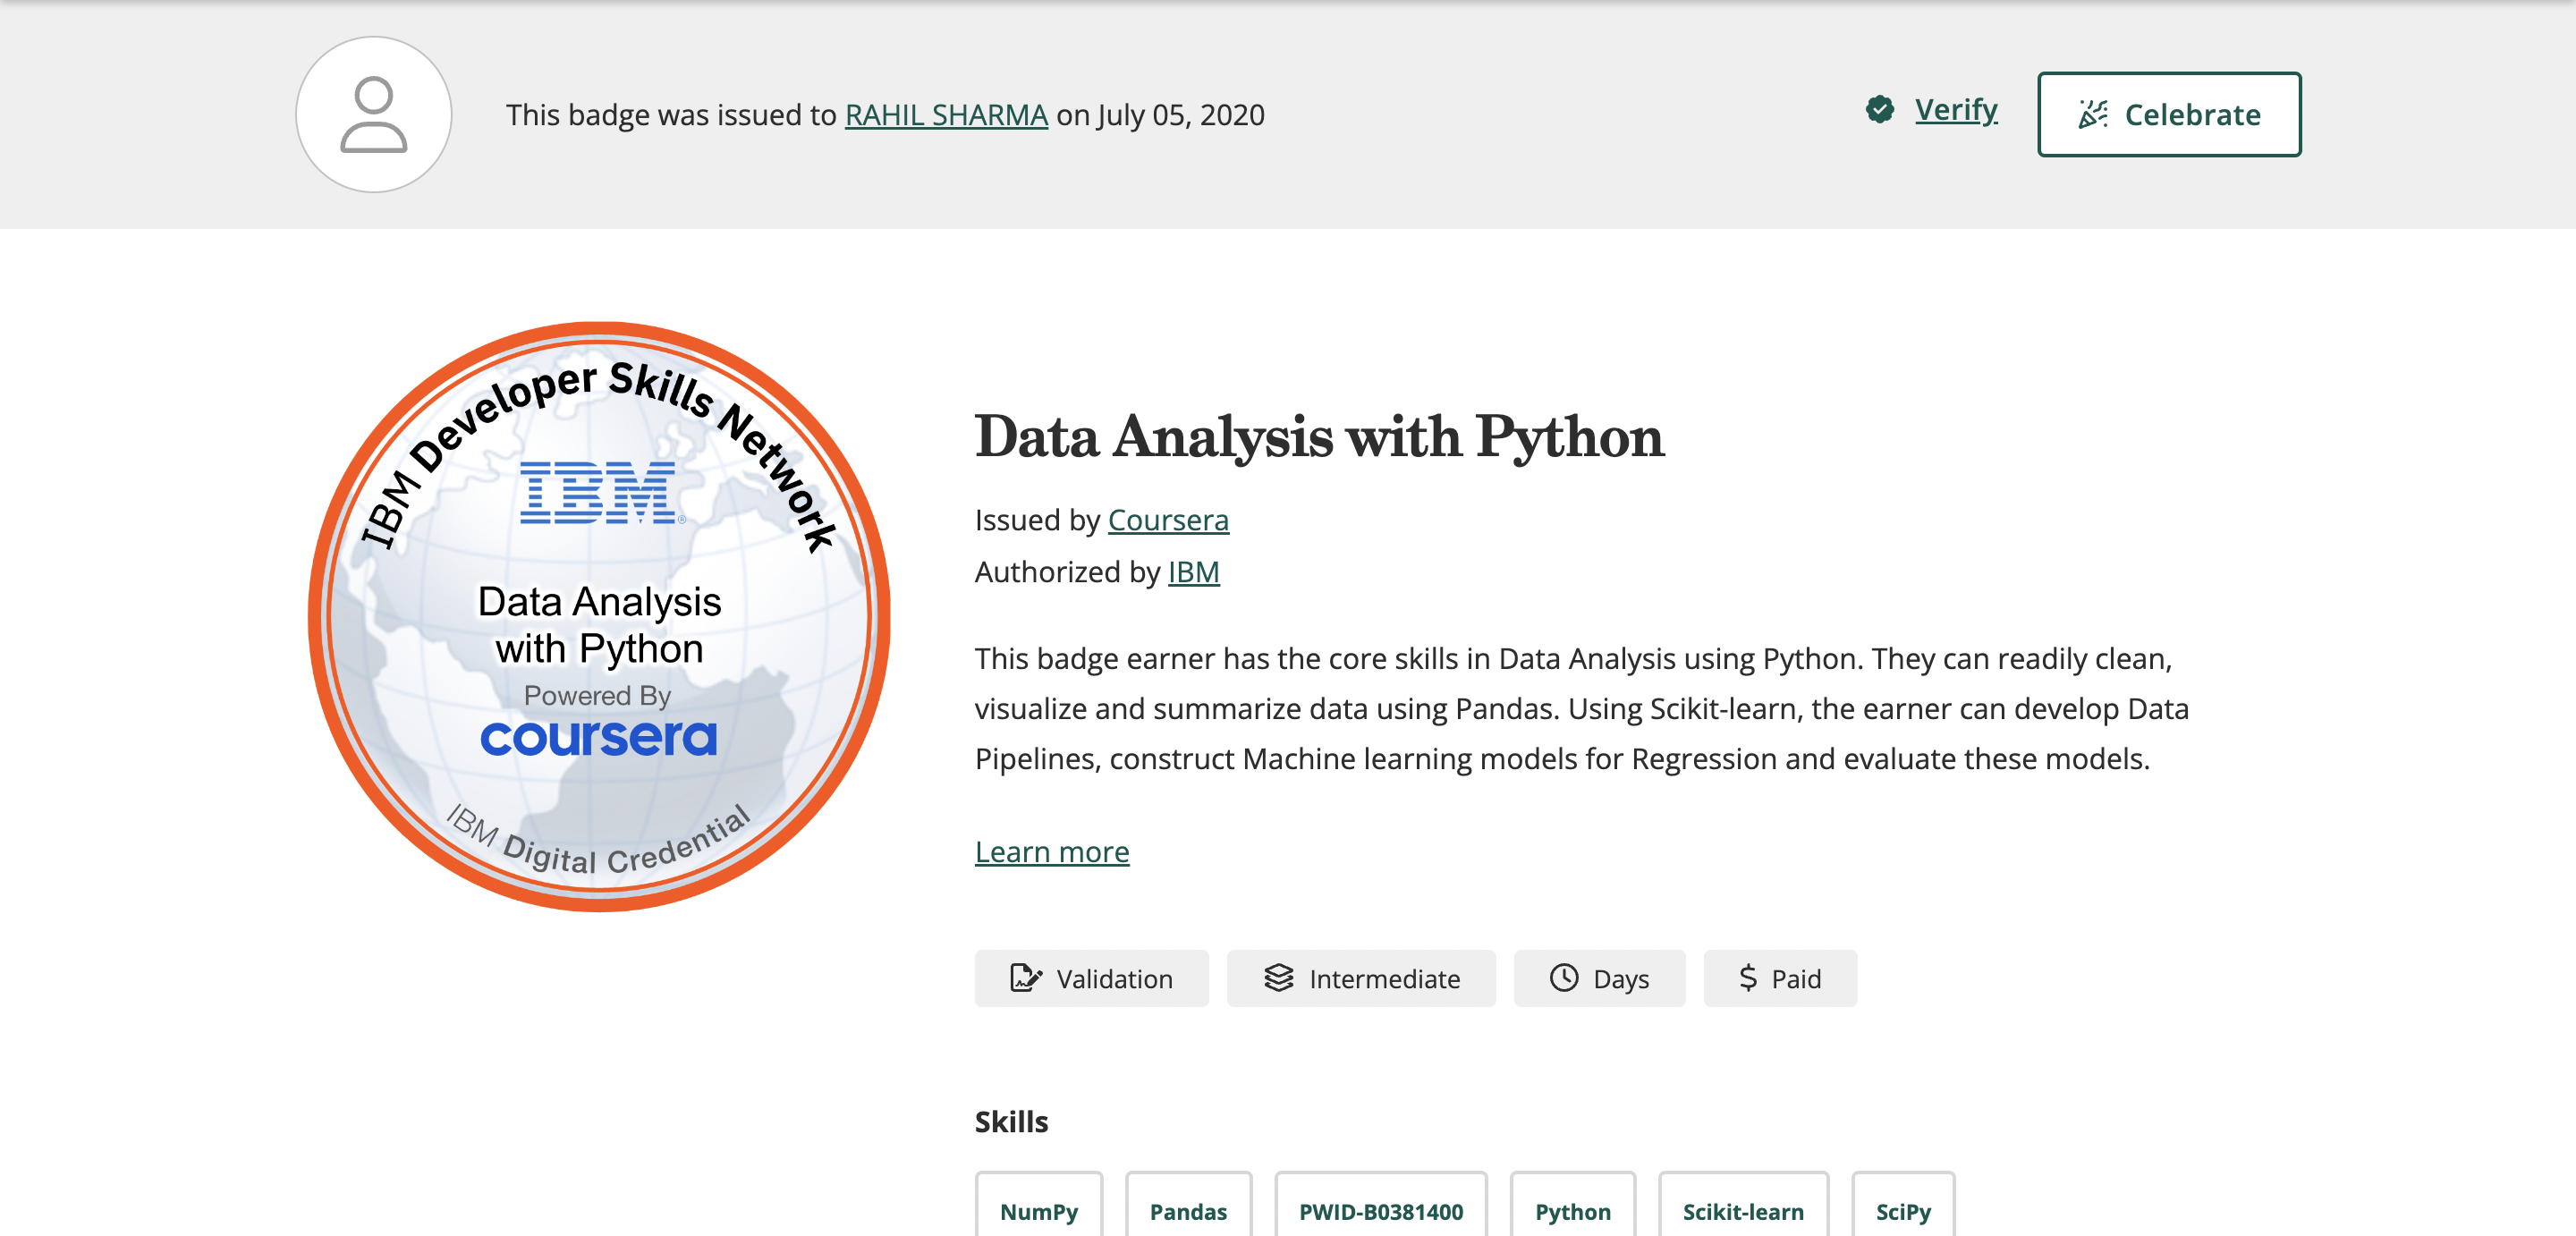 This badge was issued to RAHIL SHARMA on July 05, 2020
Verify
Celebrate
IBM Developer Skills Network
IBM®
Data Analysis
with Python
Powered By
coursera
IBM Digital Credential
Data Analysis with Python
Issued by Coursera
Authorized by IBM
This badge earner has the core skills in Data Analysis using Python. They can readily clean,
visualize and summarize data using Pandas. Using Scikit-learn, the earner can develop Data
Pipelines, construct Machine learning models for Regression and evaluate these models.
Learn more
Validation
Intermediate
Days
Paid
Skills
NumPy
Pandas
PWID-B0381400
Python
Scikit-learn
SciPy